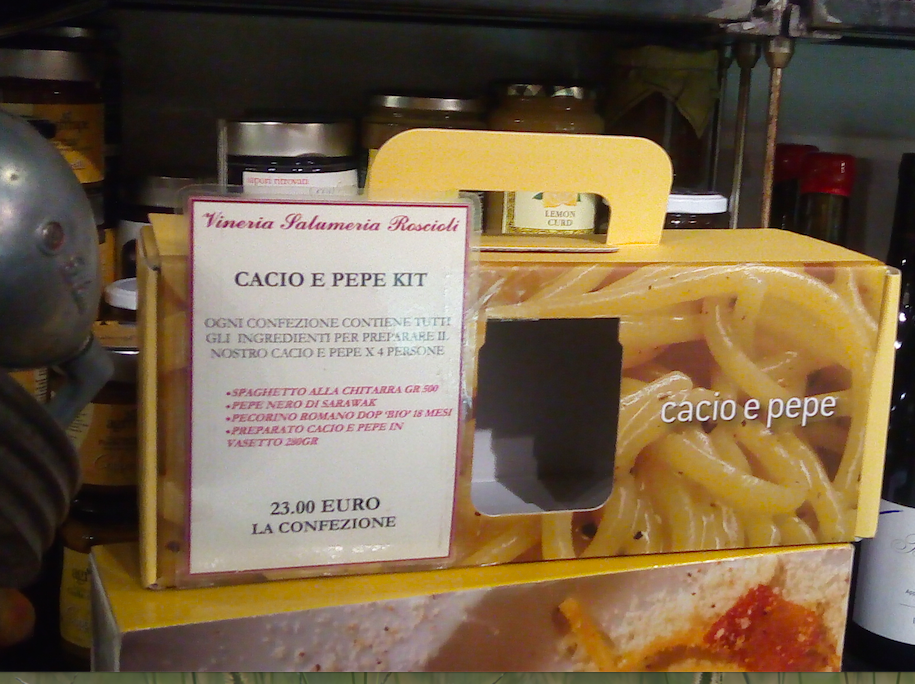 Vineria Salumeria Roscioli
CACIO E PEPE KIT
OGNI CONFEZIONE CONTIENE TUTTI
GLI INGREDIENTI PER PREPARARE IL
NOSTRO CACIO E PEPE X 4 PERSONE
•SPAGHETTO ALLA CHITARRA GR 500
•PEPE NERO DI SARAWAK
•PECORINO ROMANO DOP 'BIO' 18 MESI
•PREPARATO CACIO E PEPE IN
VASETTO 280GR
23.00 EURO
LA CONFEZIONE
cacio e pepe
sapori ritrovati
LEMON
CURD